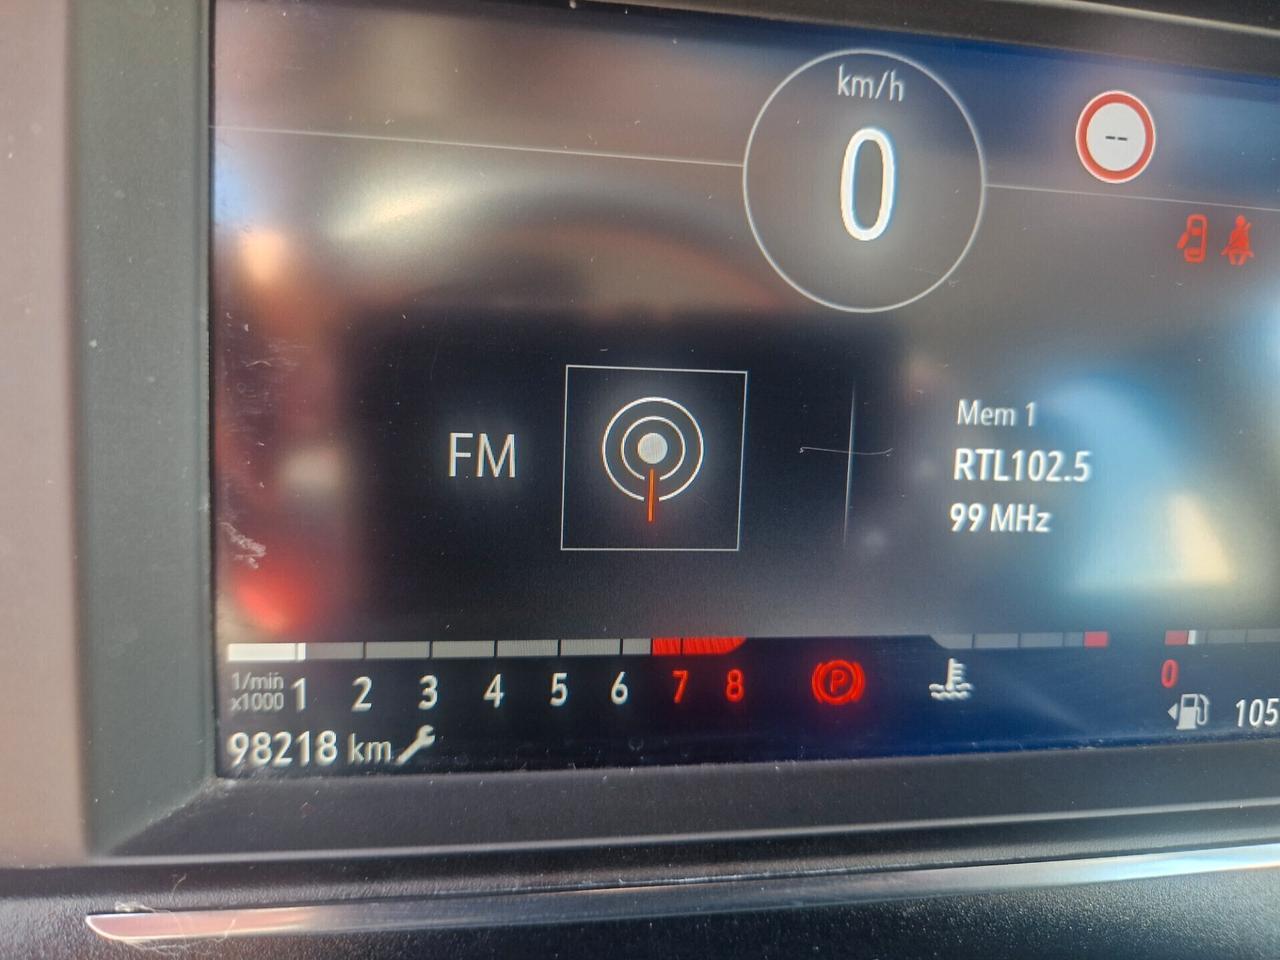 km/h
0
--
FM
Mem 1
RTL102.5
99 MHz
1/min
x1000
1 2 3 4 5 6 7 8
P
0
98218 km
105